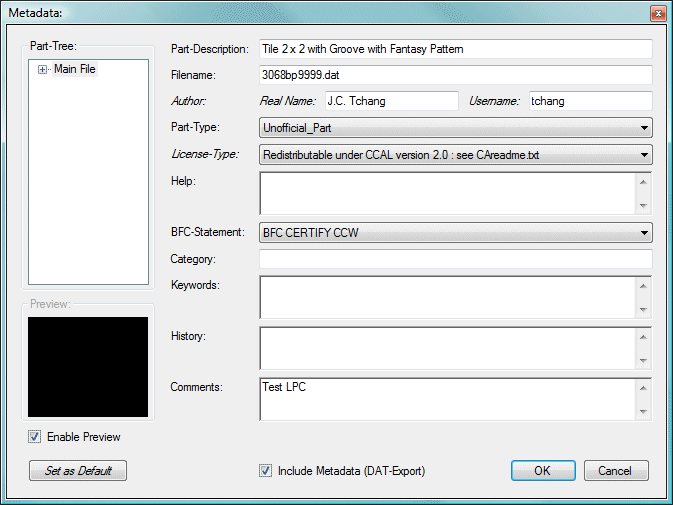 Metadata:
Part-Tree:
Main File
Preview:
Enable Preview
Set as Default
Part-Description: Tile 2 x 2 with Groove with Fantasy Pattern
Filename: 3068bp9999.dat
Author: Real Name: J.C. Tchang Username: tchang
Part-Type: Unofficial_Part
License-Type: Redistributable under CCAL version 2.0 : see CAreadme.txt
Help:
BFC-Statement: BFC CERTIFY CCW
Category:
Keywords:
History:
Comments: Test LPC
Include Metadata (DAT-Export)
OK Cancel